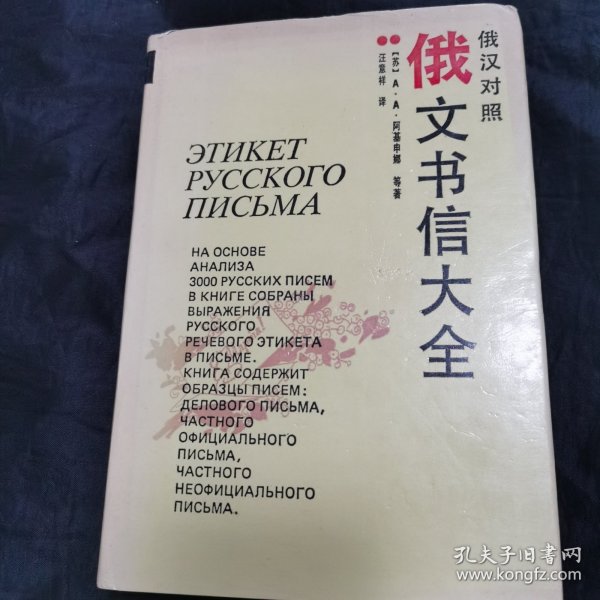 俄汉对照
俄文书信大全
[苏] A·A·阿基申娜 等著
汪意祥 译
ЭТИКЕТ
РУССКОГО
ПИСЬМА
НА ОСНОВЕ
АНАЛИЗА
3000 РУССКИХ ПИСЕМ
В КНИГЕ СОБРАНЫ
ВЫРАЖЕНИЯ
РУССКОГО
РЕЧЕВОГО ЭТИКЕТА
В ПИСЬМЕ.
КНИГА СОДЕРЖИТ
ОБРАЗЦЫ ПИСЕМ:
ДЕЛОВОГО ПИСЬМА,
ЧАСТНОГО
ОФИЦИАЛЬНОГО
ПИСЬМА,
ЧАСТНОГО
НЕОФИЦИАЛЬНОГО
ПИСЬМА.
孔夫子旧书网
www.kongfz.com